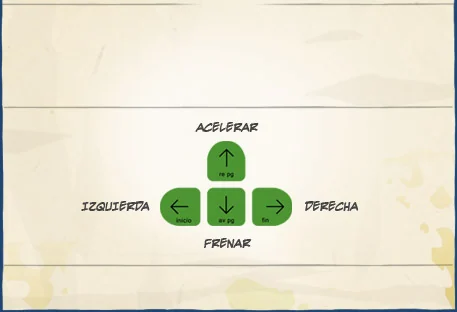 ACELERAR
re pg
IZQUIERDA
inicio
av pg
fin
DERECHA
FRENAR